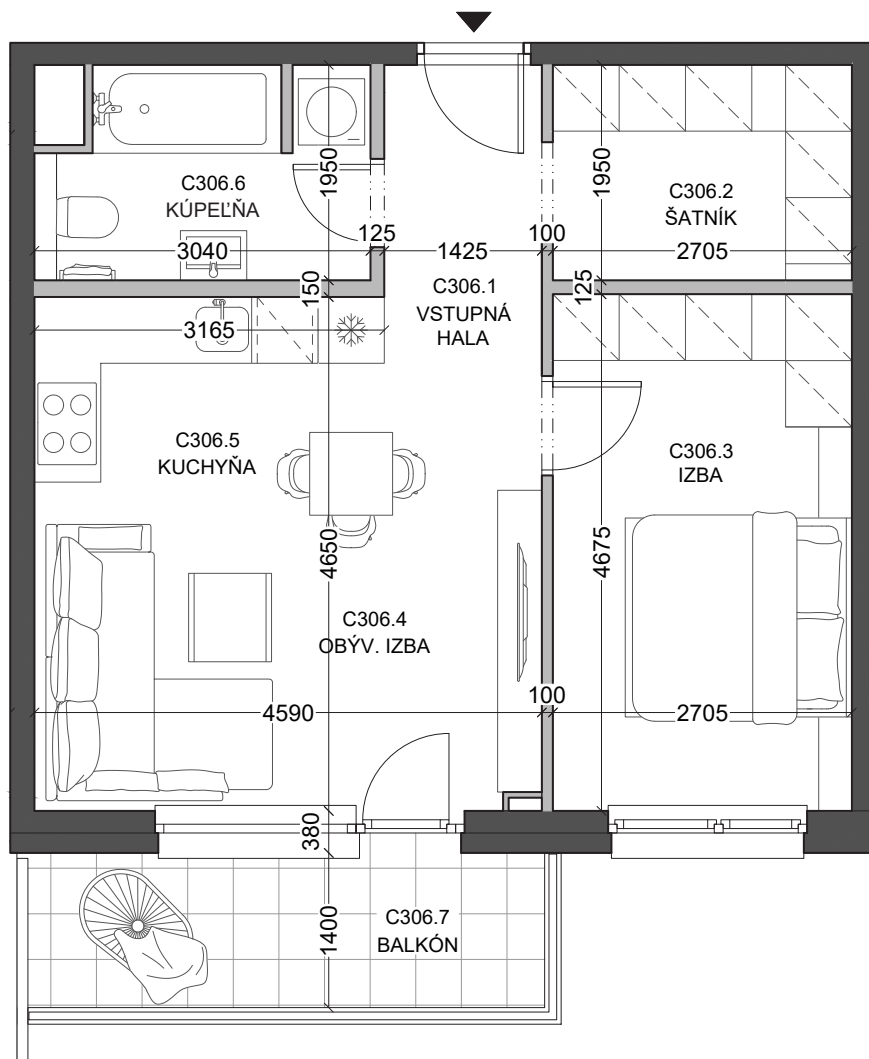 C306.6
KÚPEĽŇA
1950
3040
125
1425
100
1950
C306.2
ŠATNÍK
2705
C306.1
VSTUPNÁ
HALA
150
125
3165
C306.5
KUCHYŇA
C306.3
IZBA
4650
4675
C306.4
OBÝV. IZBA
4590
100
2705
380
1400
C306.7
BALKÓN